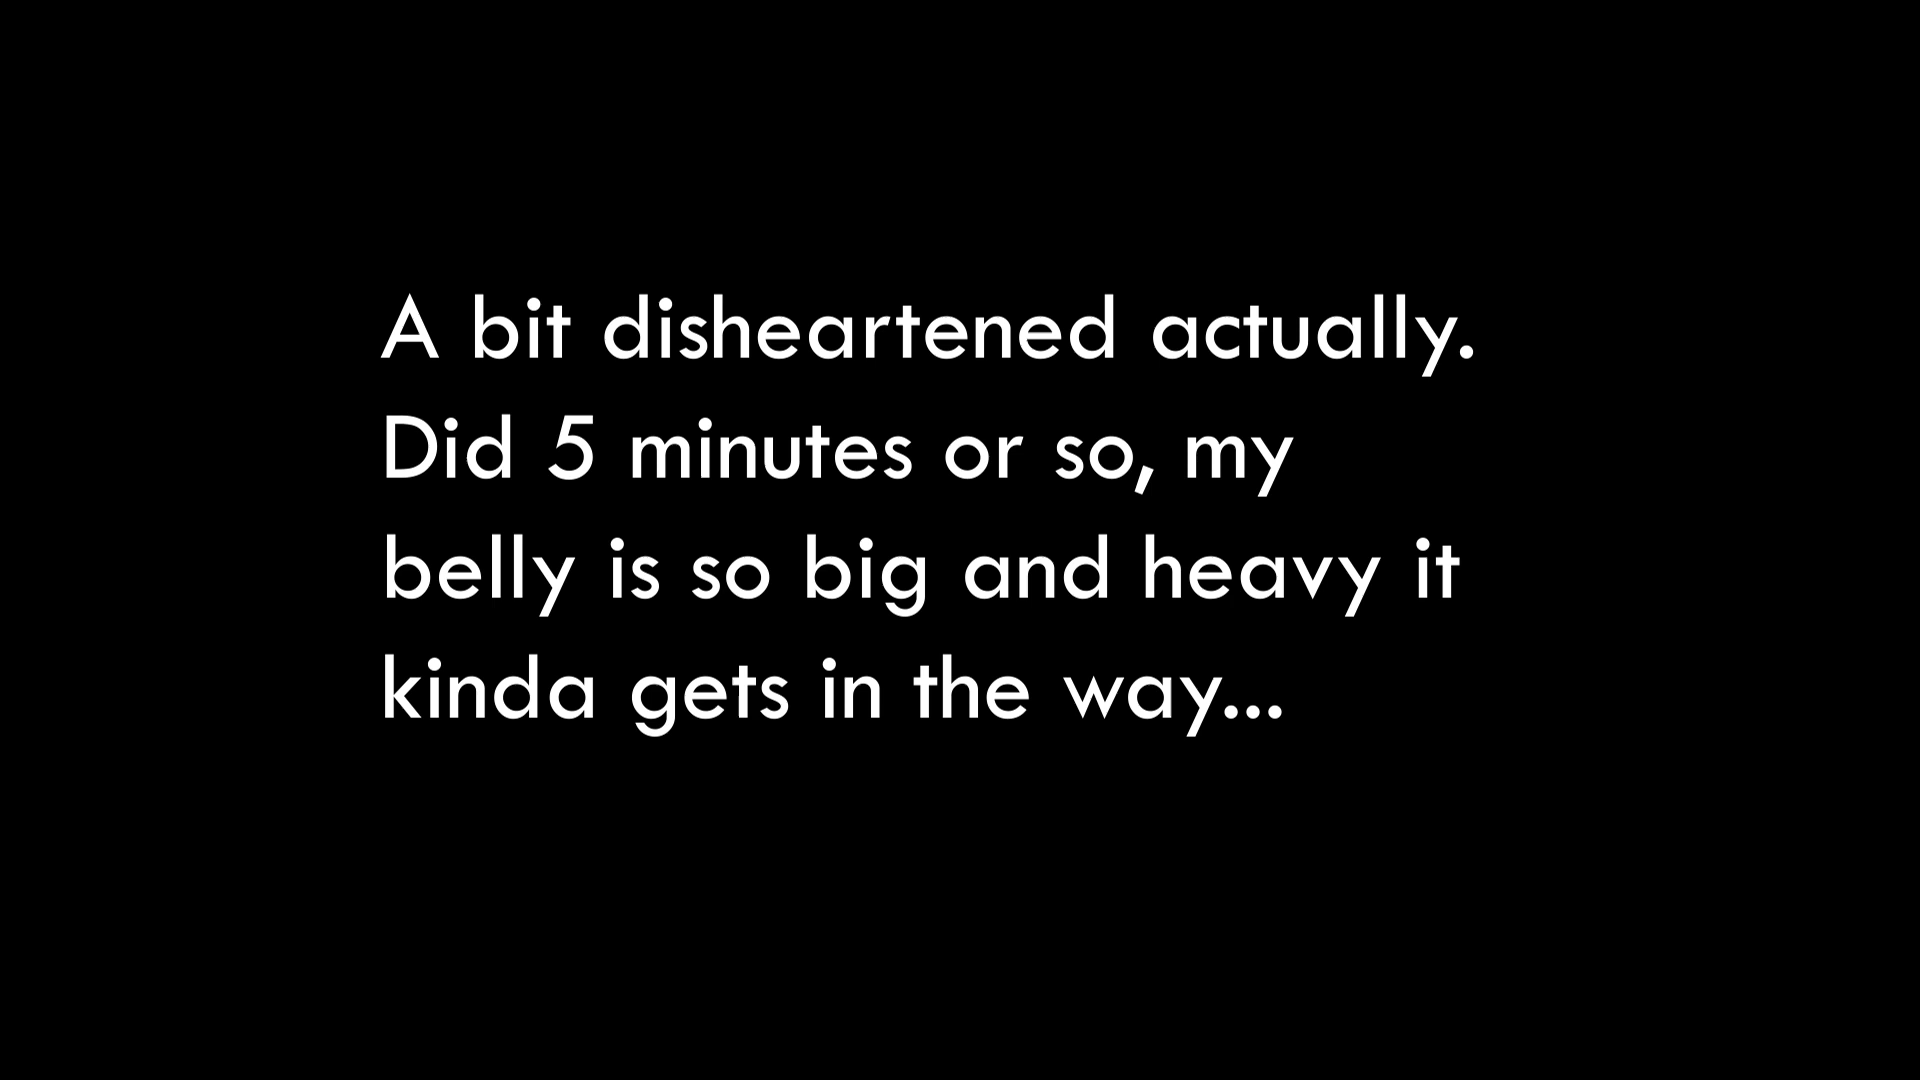 A bit disheartened actually.
Did 5 minutes or so, my
belly is so big and heavy it
kinda gets in the way...